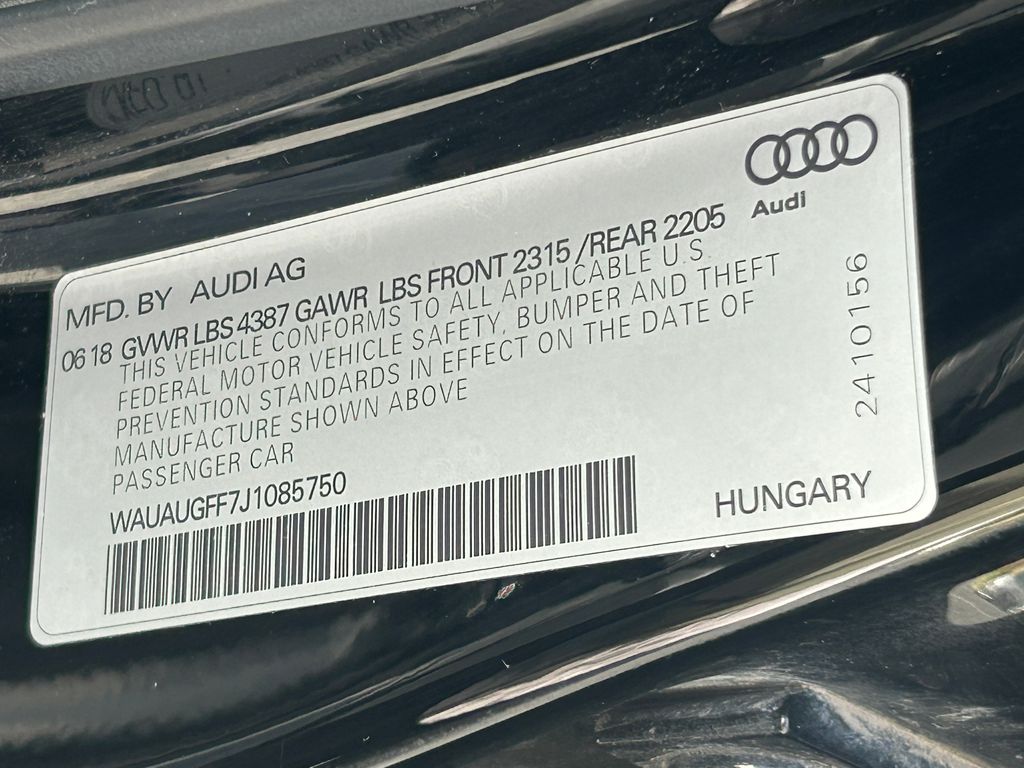 Audi
MFD. BY AUDI AG
06 18 GVWR LBS 4387 GAWR LBS FRONT 2315 /REAR 2205
THIS VEHICLE CONFORMS TO ALL APPLICABLE U.S.
FEDERAL MOTOR VEHICLE SAFETY, BUMPER AND THEFT
PREVENTION STANDARDS IN EFFECT ON THE DATE OF
MANUFACTURE SHOWN ABOVE
PASSENGER CAR
WAUAUGFF7J1085750
HUNGARY
2410156